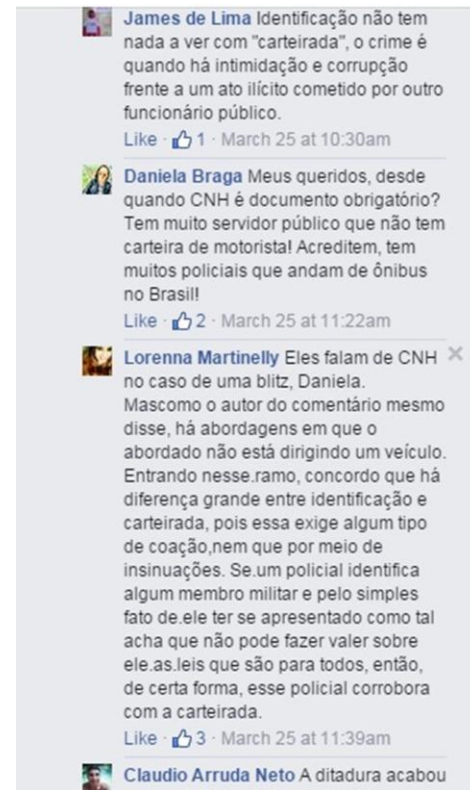 James de Lima Identificação não tem
nada a ver com "carteirada", o crime é
quando há intimidação e corrupção
frente a um ato ilícito cometido por outro
funcionário público.
Like · 1 · March 25 at 10:30am
Daniela Braga Meus queridos, desde
quando CNH é documento obrigatório?
Tem muito servidor público que não tem
carteira de motorista! Acreditem, tem
muitos policiais que andam de ônibus
no Brasil!
Like · 2 · March 25 at 11:22am
Lorenna Martinelly Eles falam de CNH
no caso de uma blitz, Daniela.
Mascomo o autor do comentário mesmo
disse, há abordagens em que o
abordado não está dirigindo um veículo.
Entrando nesse.ramo, concordo que há
diferença grande entre identificação e
carteirada, pois essa exige algum tipo
de coação,nem que por meio de
insinuações. Se.um policial identifica
algum membro militar e pelo simples
fato de.ele ter se apresentado como tal
acha que não pode fazer valer sobre
ele.as.leis que são para todos, então,
de certa forma, esse policial corrobora
com a carteirada.
Like · 3 · March 25 at 11:39am
Claudio Arruda Neto A ditadura acabou